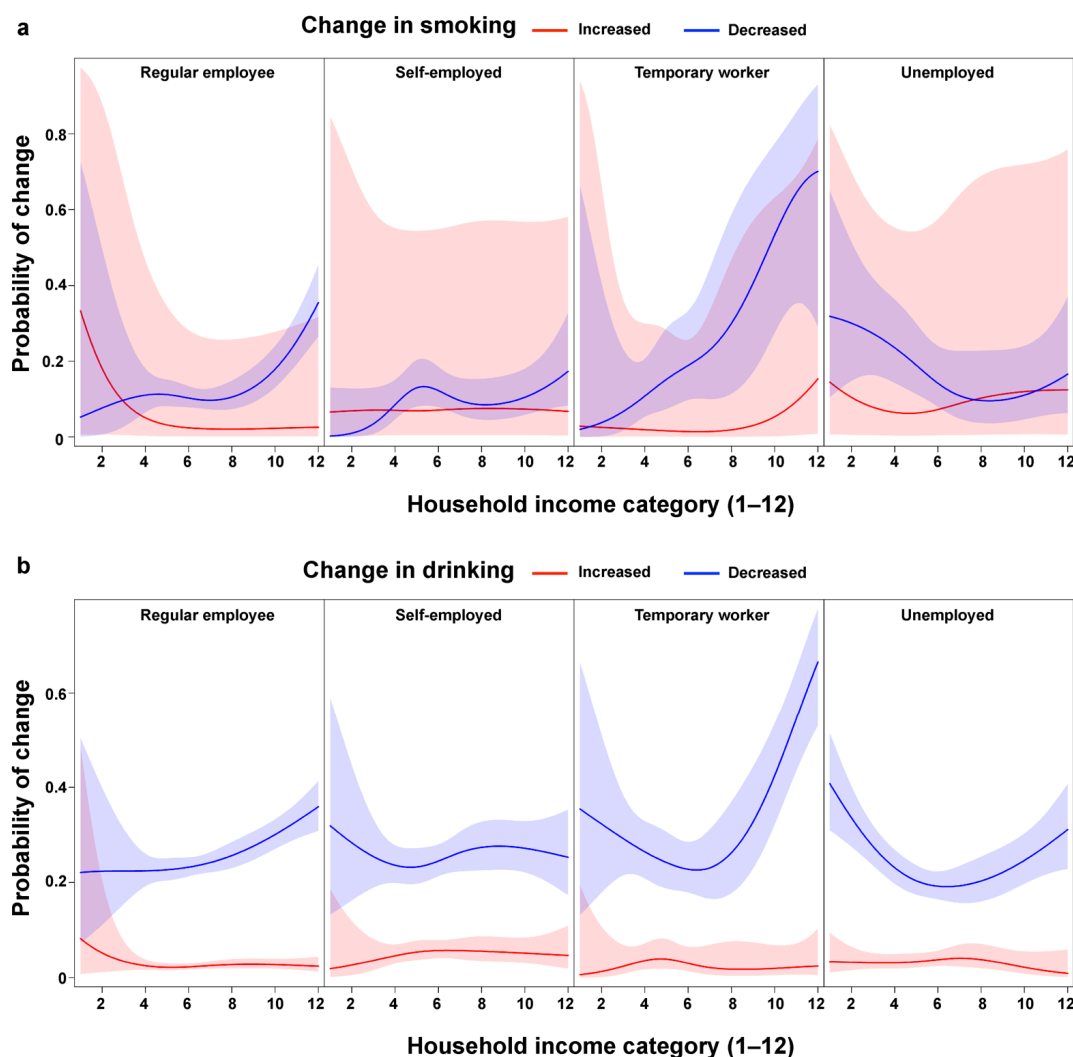 a
Change in smoking Increased Decreased
Regular employee Self-employed Temporary worker Unemployed
Probability of change
0.8
0.6
0.4
0.2
0
2 4 6 8 10 12 2 4 6 8 10 12 2 4 6 8 10 12 2 4 6 8 10 12
Household income category (1–12)
b
Change in drinking Increased Decreased
Regular employee Self-employed Temporary worker Unemployed
Probability of change
0.6
0.4
0.2
0
2 4 6 8 10 12 2 4 6 8 10 12 2 4 6 8 10 12 2 4 6 8 10 12
Household income category (1–12)